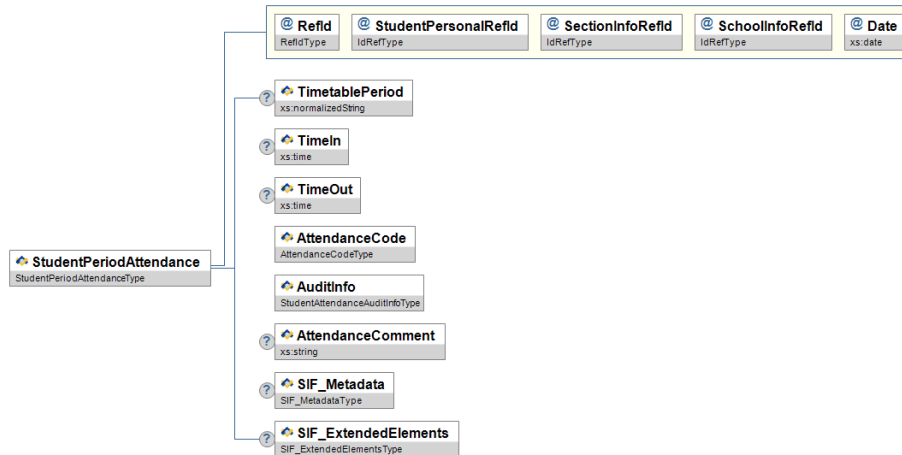 @ RefId
RefIdType
@ StudentPersonalRefId
IdRefType
@ SectionInfoRefId
IdRefType
@ SchoolInfoRefId
IdRefType
@ Date
xs:date
? TimetablePeriod
xs:normalizedString
? TimeIn
xs:time
? TimeOut
xs:time
AttendanceCode
AttendanceCodeType
StudentPeriodAttendance
StudentPeriodAttendanceType
AuditInfo
StudentAttendanceAuditInfoType
? AttendanceComment
xs:string
? SIF_Metadata
SIF_MetadataType
? SIF_ExtendedElements
SIF_ExtendedElementsType